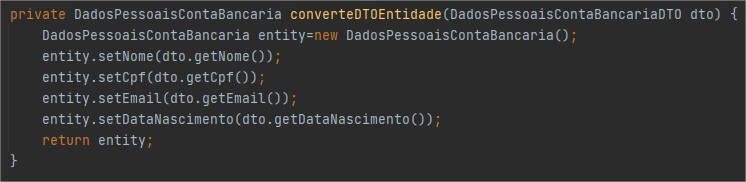 private DadosPessoaisContaBancaria converteDTOEntidade(DadosPessoaisContaBancariaDTO dto) {
    DadosPessoaisContaBancaria entity=new DadosPessoaisContaBancaria();
    entity.setNome(dto.getNome());
    entity.setCpf(dto.getCpf());
    entity.setEmail(dto.getEmail());
    entity.setDataNascimento(dto.getDataNascimento());
    return entity;
}